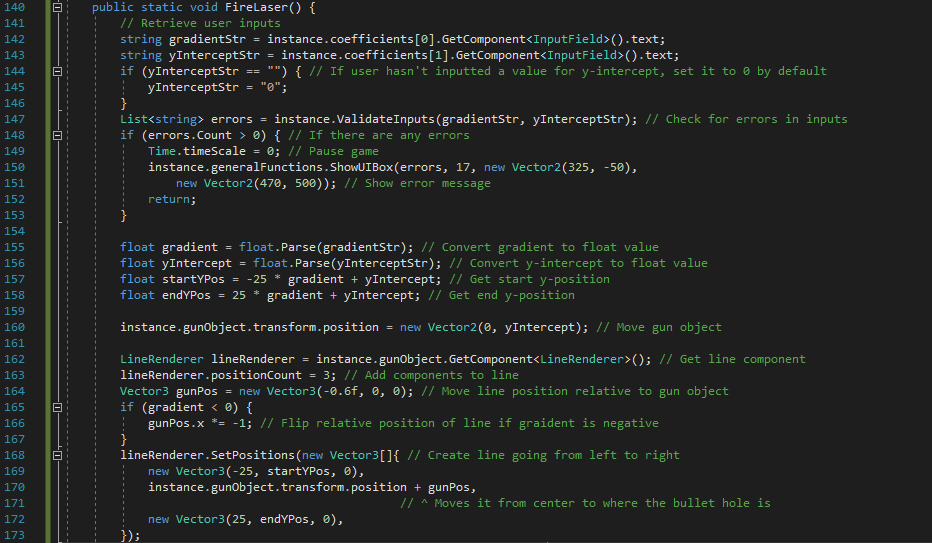 140 public static void FireLaser() {
141 // Retrieve user inputs
142 string gradientStr = instance.coefficients[0].GetComponent<InputField>().text;
143 string yInterceptStr = instance.coefficients[1].GetComponent<InputField>().text;
144 if (yInterceptStr == "") { // If user hasn't inputted a value for y-intercept, set it to 0 by default
145 yInterceptStr = "0";
146 }
147 List<string> errors = instance.ValidateInputs(gradientStr, yInterceptStr); // Check for errors in inputs
148 if (errors.Count > 0) { // If there are any errors
149 Time.timeScale = 0; // Pause game
150 instance.generalFunctions.ShowUIBox(errors, 17, new Vector2(325, -50),
151 new Vector2(470, 500)); // Show error message
152 return;
153 }
154
155 float gradient = float.Parse(gradientStr); // Convert gradient to float value
156 float yIntercept = float.Parse(yInterceptStr); // Convert y-intercept to float value
157 float startYPos = -25 * gradient + yIntercept; // Get start y-position
158 float endYPos = 25 * gradient + yIntercept; // Get end y-position
159
160 instance.gunObject.transform.position = new Vector2(0, yIntercept); // Move gun object
161
162 LineRenderer lineRenderer = instance.gunObject.GetComponent<LineRenderer>(); // Get line component
163 lineRenderer.positionCount = 3; // Add components to line
164 Vector3 gunPos = new Vector3(-0.6f, 0, 0); // Move line position relative to gun object
165 if (gradient < 0) {
166 gunPos.x *= -1; // Flip relative position of line if graident is negative
167 }
168 lineRenderer.SetPositions(new Vector3[]{ // Create line going from left to right
169 new Vector3(-25, startYPos, 0),
170 instance.gunObject.transform.position + gunPos,
171 // ^ Moves it from center to where the bullet hole is
172 new Vector3(25, endYPos, 0),
173 });